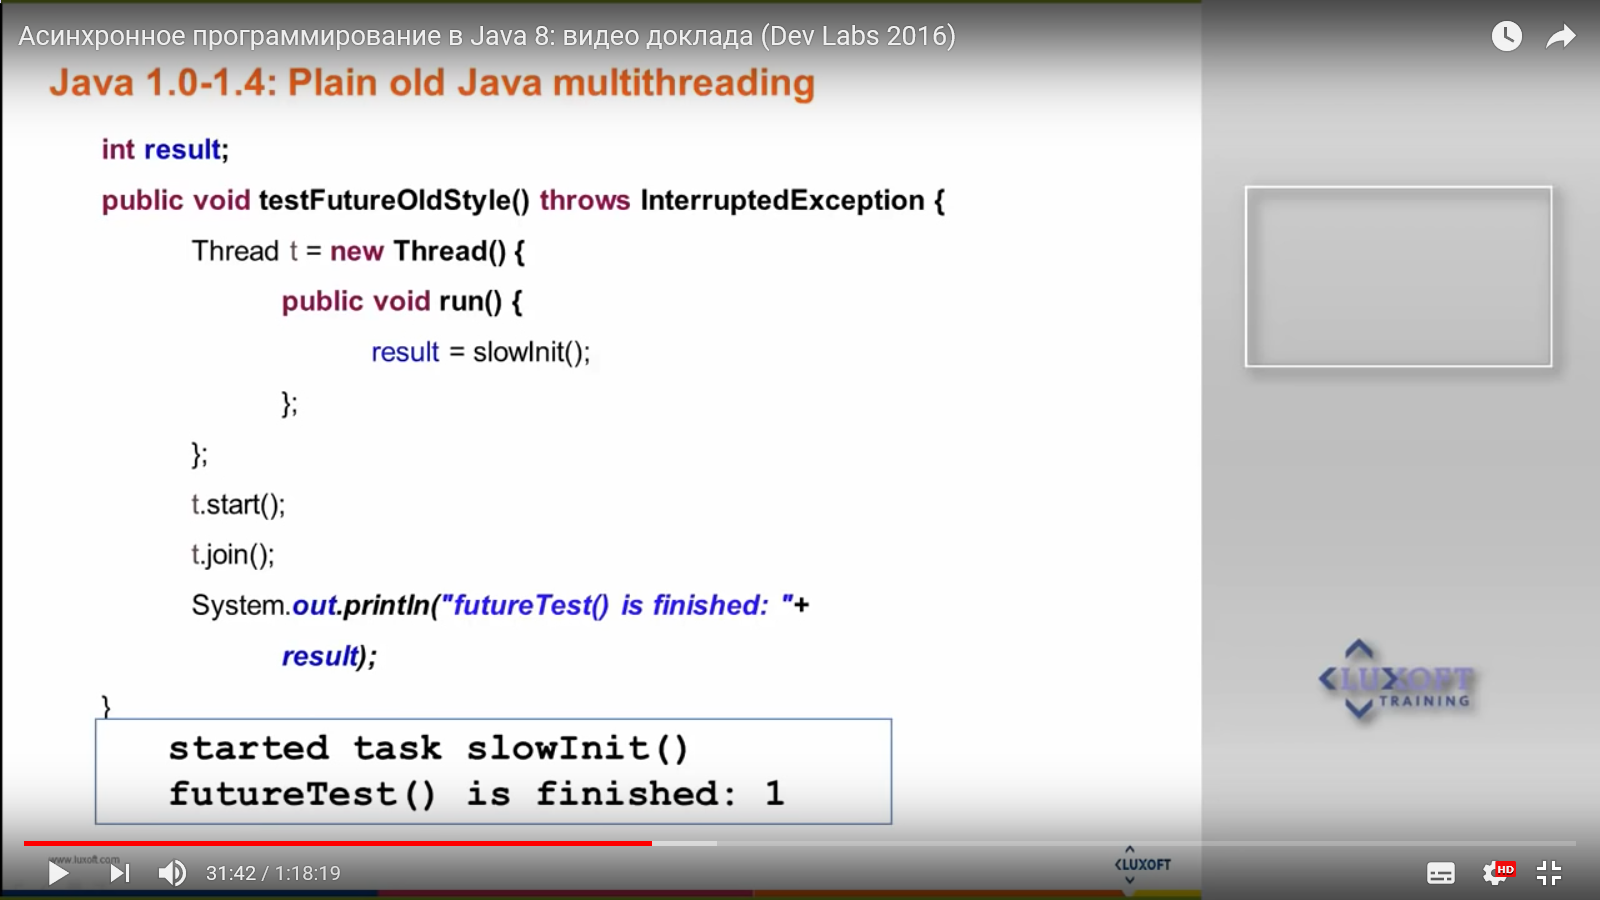 Асинхронное программирование в Java 8: видео доклада (Dev Labs 2016)
Java 1.0-1.4: Plain old Java multithreading
int result;
public void testFutureOldStyle() throws InterruptedException {
Thread t = new Thread() {
public void run() {
result = slowInit();
};
};
t.start();
t.join();
System.out.println("futureTest() is finished: "+
result);
}
started task slowInit()
futureTest() is finished: 1
LUXOFT
TRAINING
www.luxoft.com
31:42 / 1:18:19
LUXOFT
HD